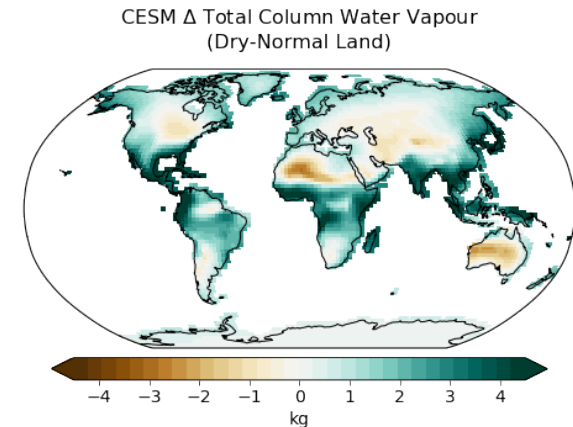 CESM Δ Total Column Water Vapour
(Dry-Normal Land)
−4 −3 −2 −1 0 1 2 3 4
kg